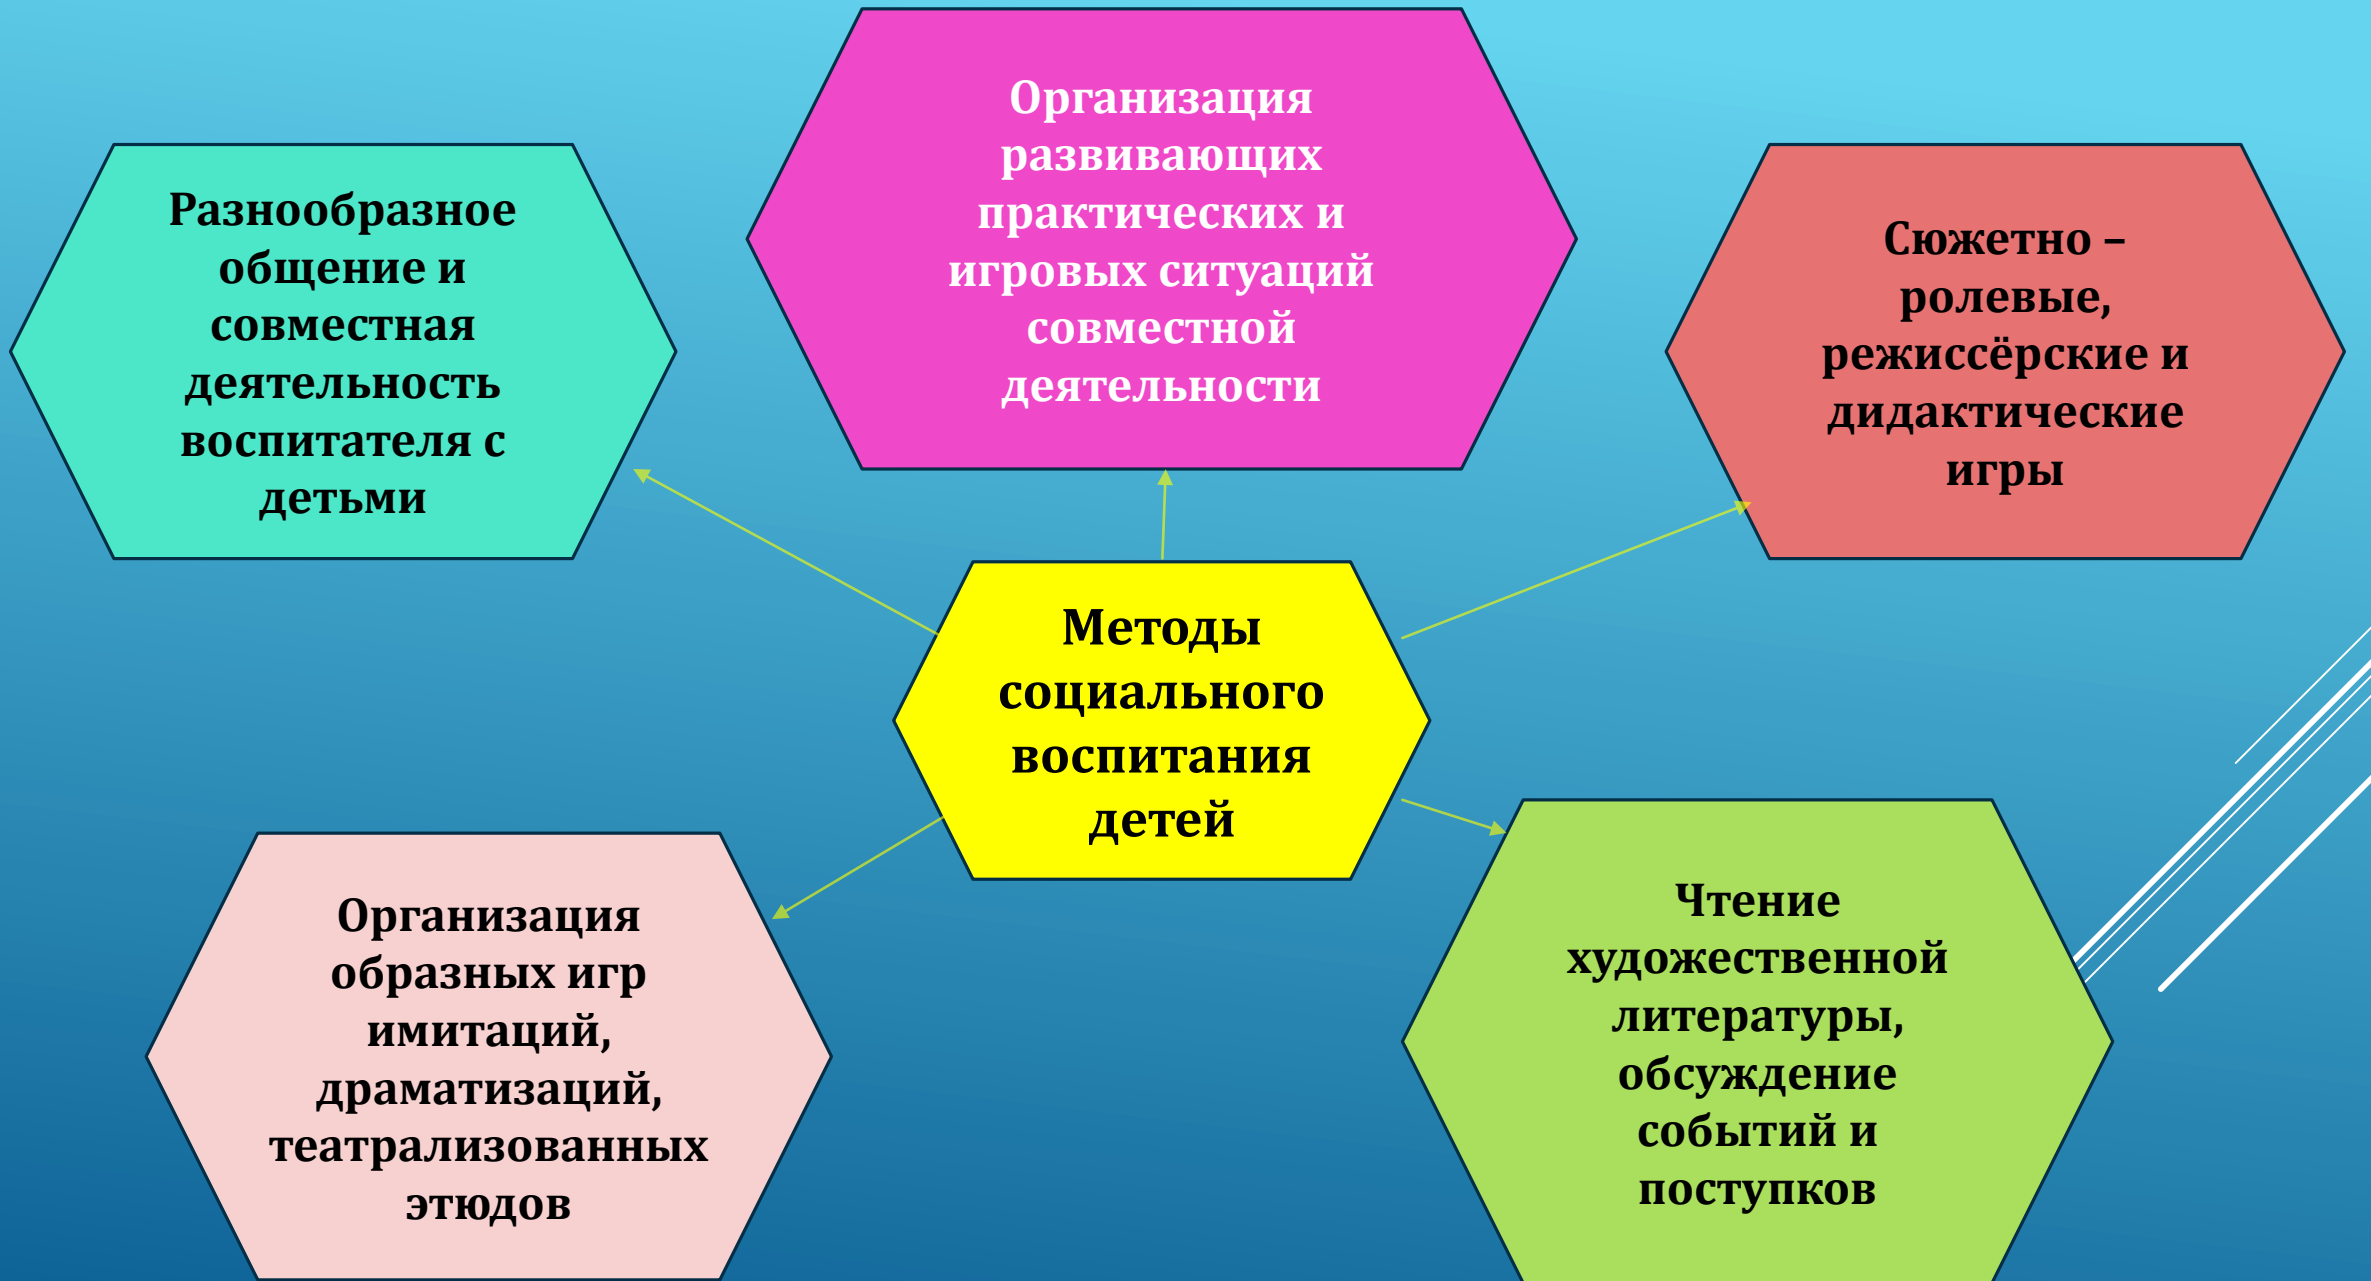 Разнообразное
общение и
совместная
деятельность
воспитателя с
детьми
Организация
развивающих
практических и
игровых ситуаций
совместной
деятельности
Сюжетно –
ролевые,
режиссёрские и
дидактические
игры
Методы
социального
воспитания
детей
Организация
образных игр
имитаций,
драматизаций,
театрализованных
этюдов
Чтение
художественной
литературы,
обсуждение
событий и
поступков